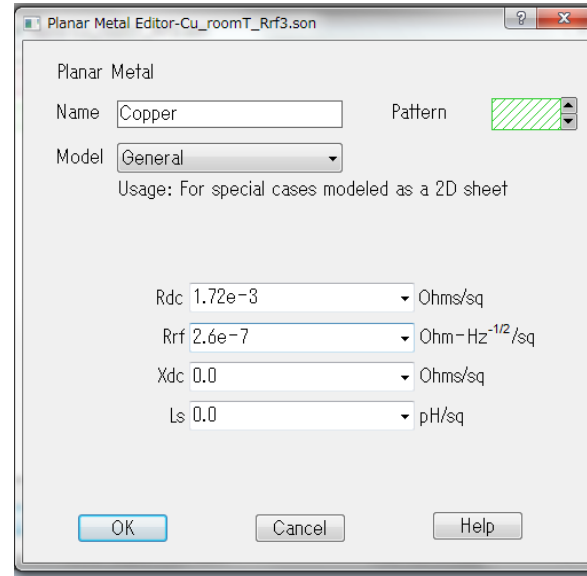 Planar Metal Editor-Cu_roomT_Rrf3.son
Planar Metal
Name Copper Pattern
Model General
Usage: For special cases modeled as a 2D sheet
Rdc 1.72e-3 Ohms/sq
Rrf 2.6e-7 Ohm-Hz^-1/2/sq
Xdc 0.0 Ohms/sq
Ls 0.0 pH/sq
OK Cancel Help